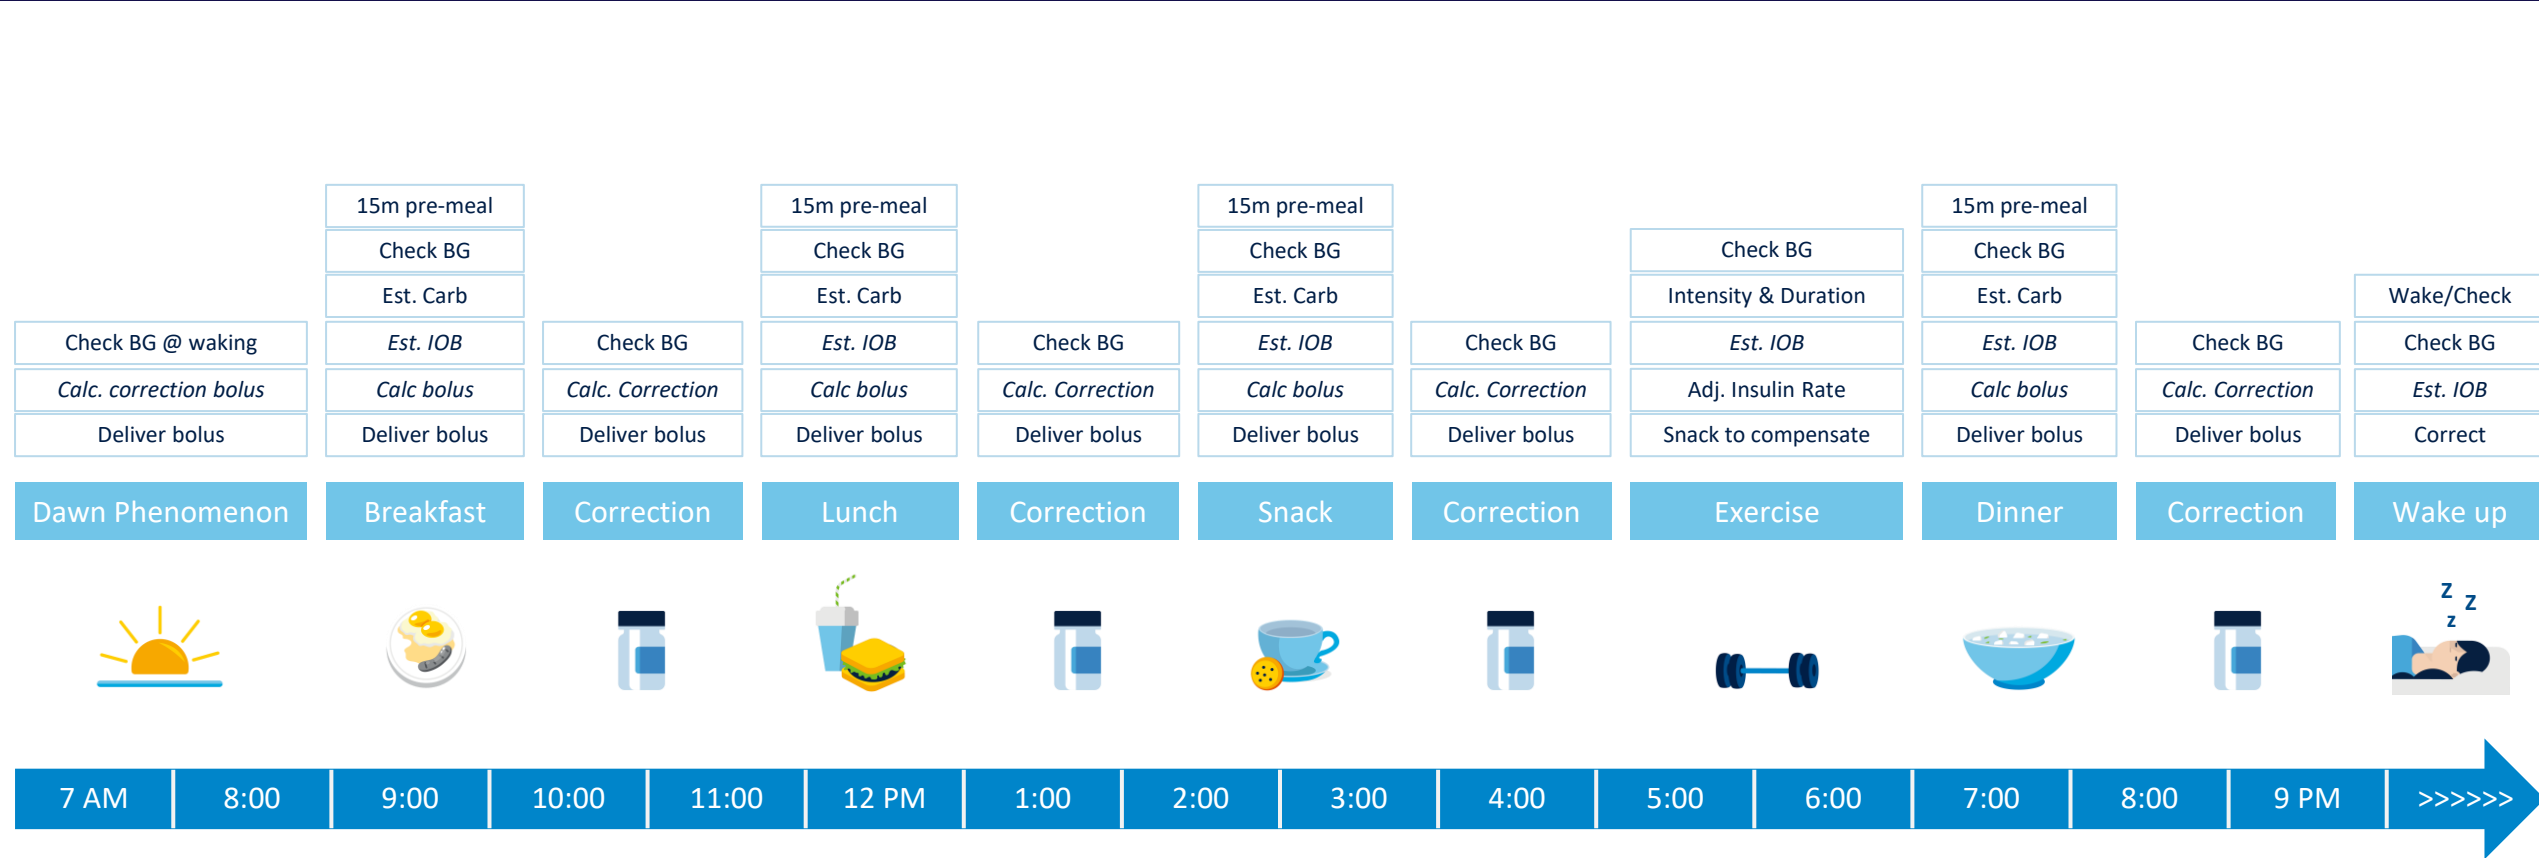 Check BG @ waking
Calc. correction bolus
Deliver bolus
Dawn Phenomenon
15m pre-meal
Check BG
Est. Carb
Est. IOB
Calc bolus
Deliver bolus
Breakfast
Check BG
Calc. Correction
Deliver bolus
Correction
15m pre-meal
Check BG
Est. Carb
Est. IOB
Calc bolus
Deliver bolus
Lunch
Check BG
Calc. Correction
Deliver bolus
Correction
15m pre-meal
Check BG
Est. Carb
Est. IOB
Calc bolus
Deliver bolus
Snack
Check BG
Calc. Correction
Deliver bolus
Correction
Check BG
Intensity & Duration
Est. IOB
Adj. Insulin Rate
Snack to compensate
Exercise
15m pre-meal
Check BG
Est. Carb
Est. IOB
Calc bolus
Deliver bolus
Dinner
Check BG
Calc. Correction
Deliver bolus
Correction
Wake/Check
Check BG
Est. IOB
Correct
Wake up
Z Z
z
7 AM 8:00 9:00 10:00 11:00 12 PM 1:00 2:00 3:00 4:00 5:00 6:00 7:00 8:00 9 PM >>>>>>